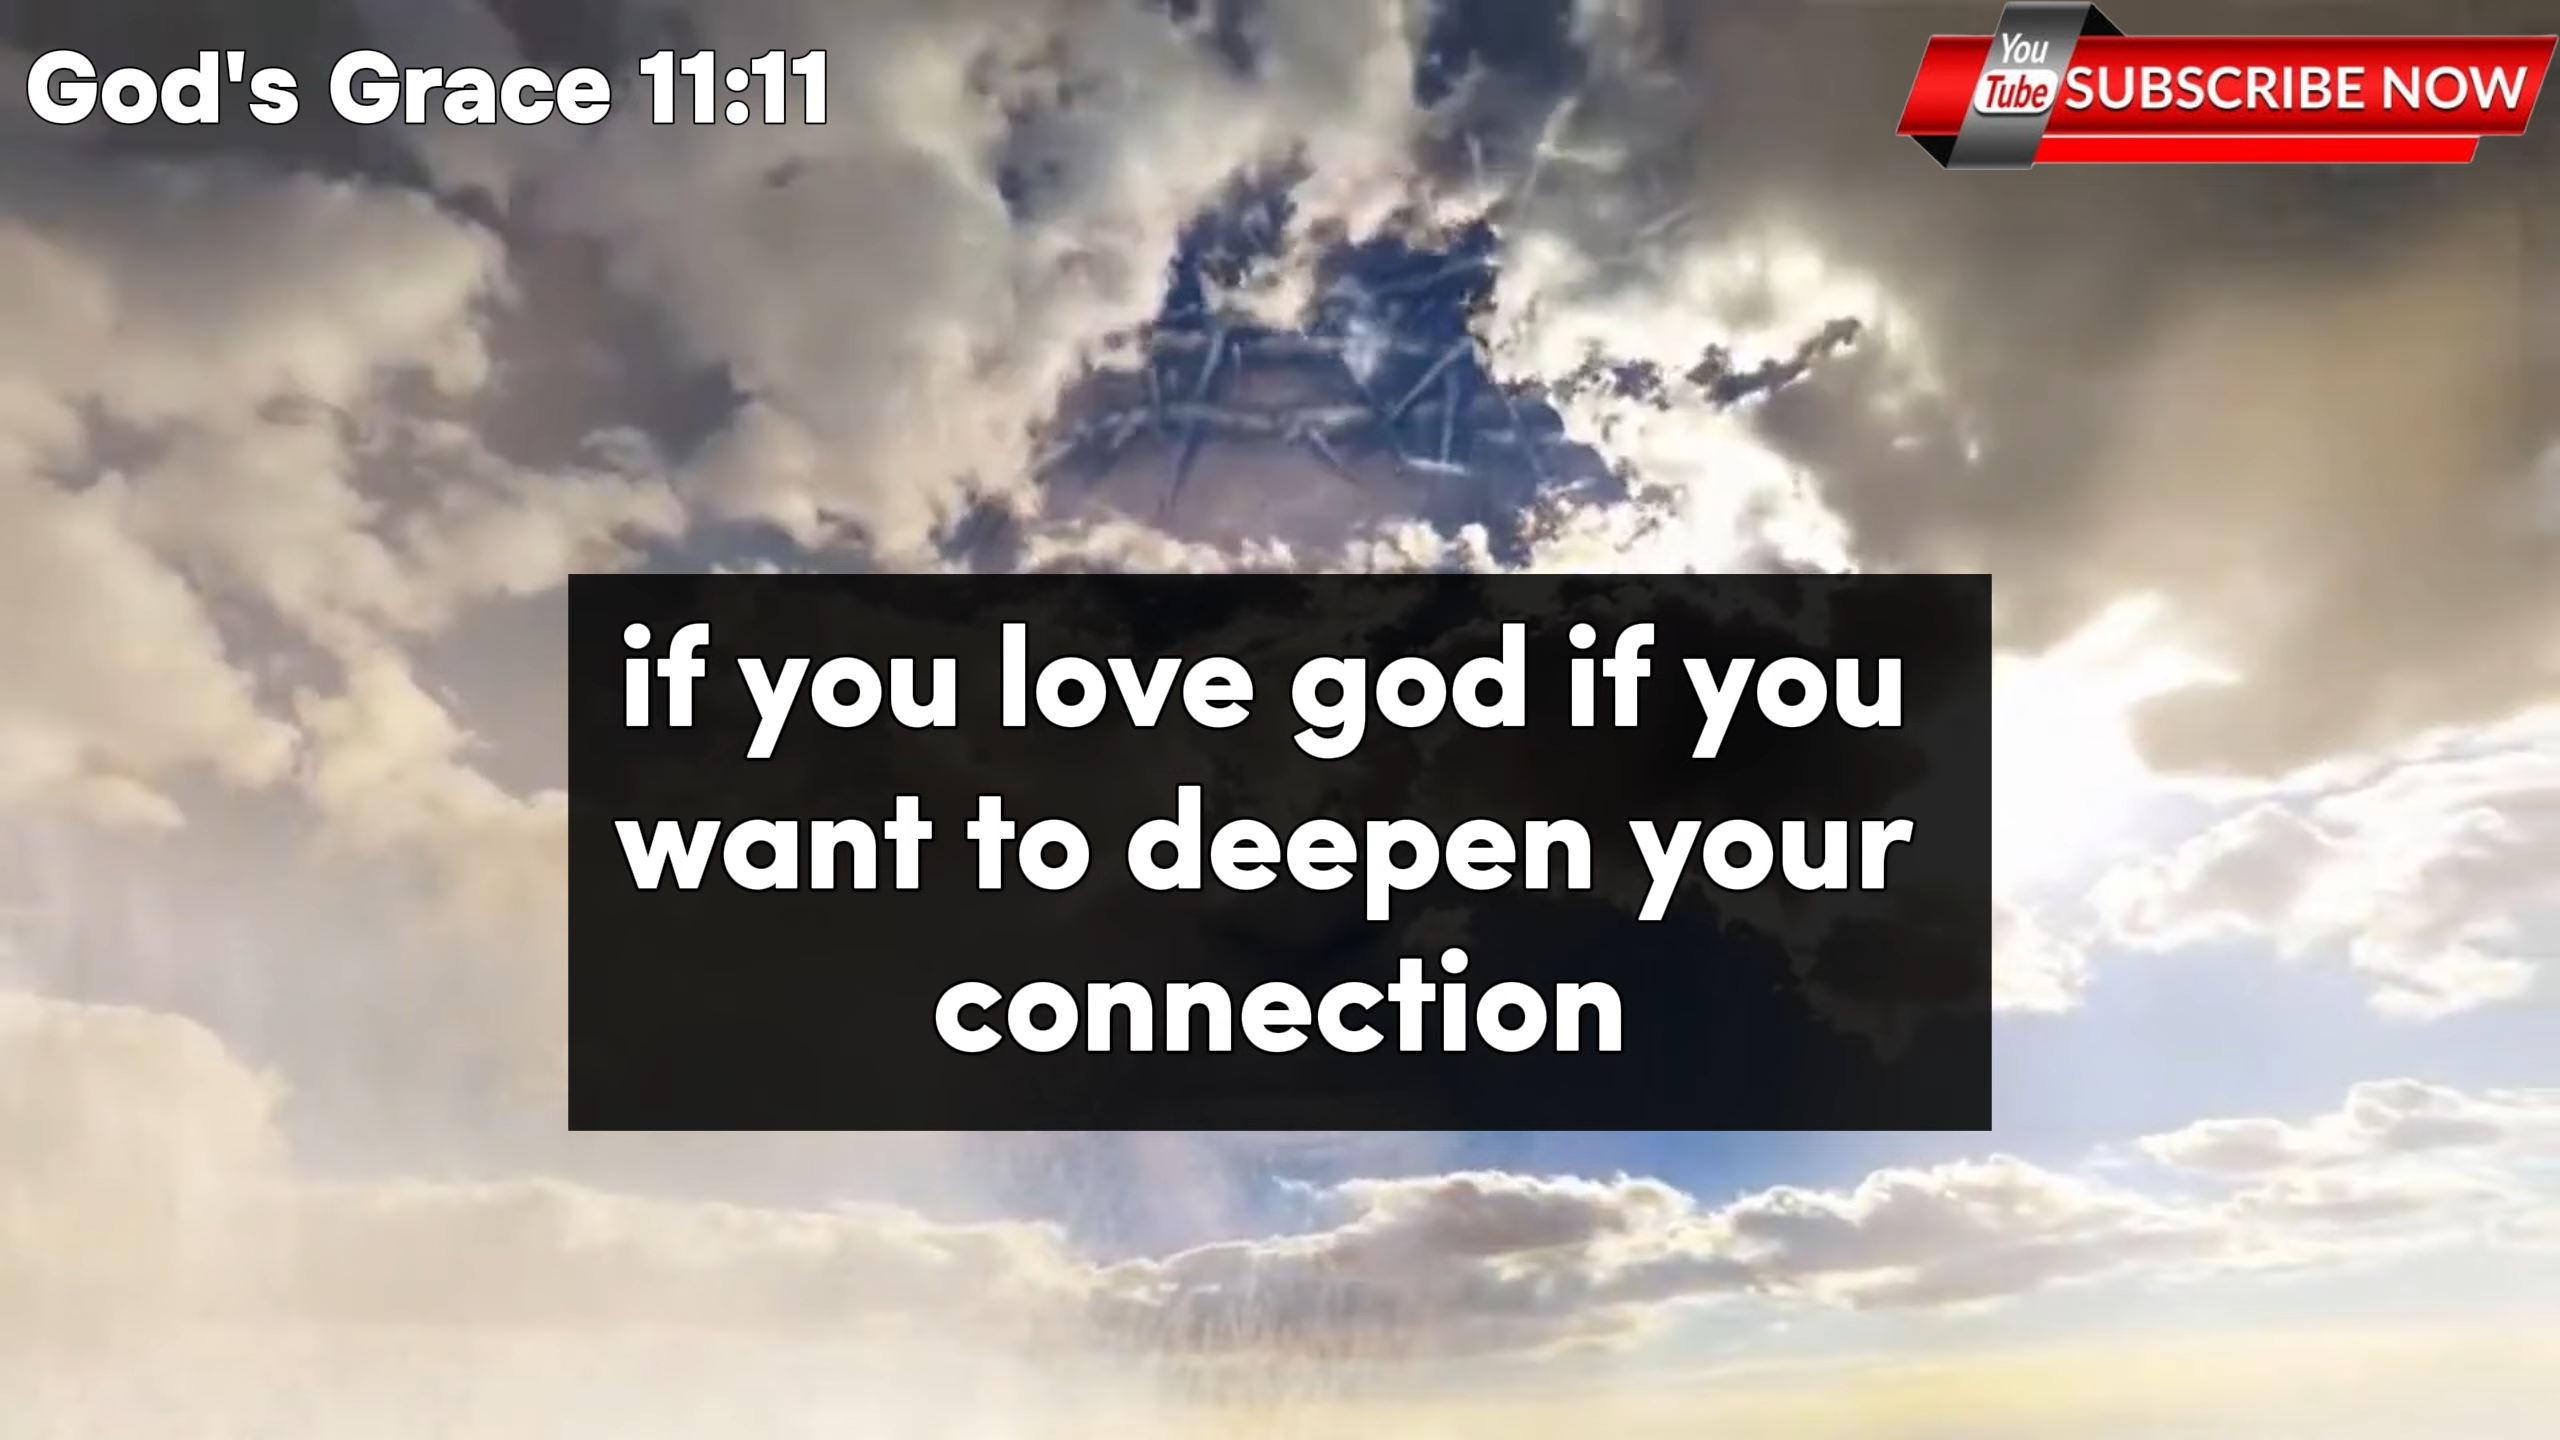 God's Grace 11:11
You
Tube
SUBSCRIBE NOW
if you love god if you
want to deepen your
connection